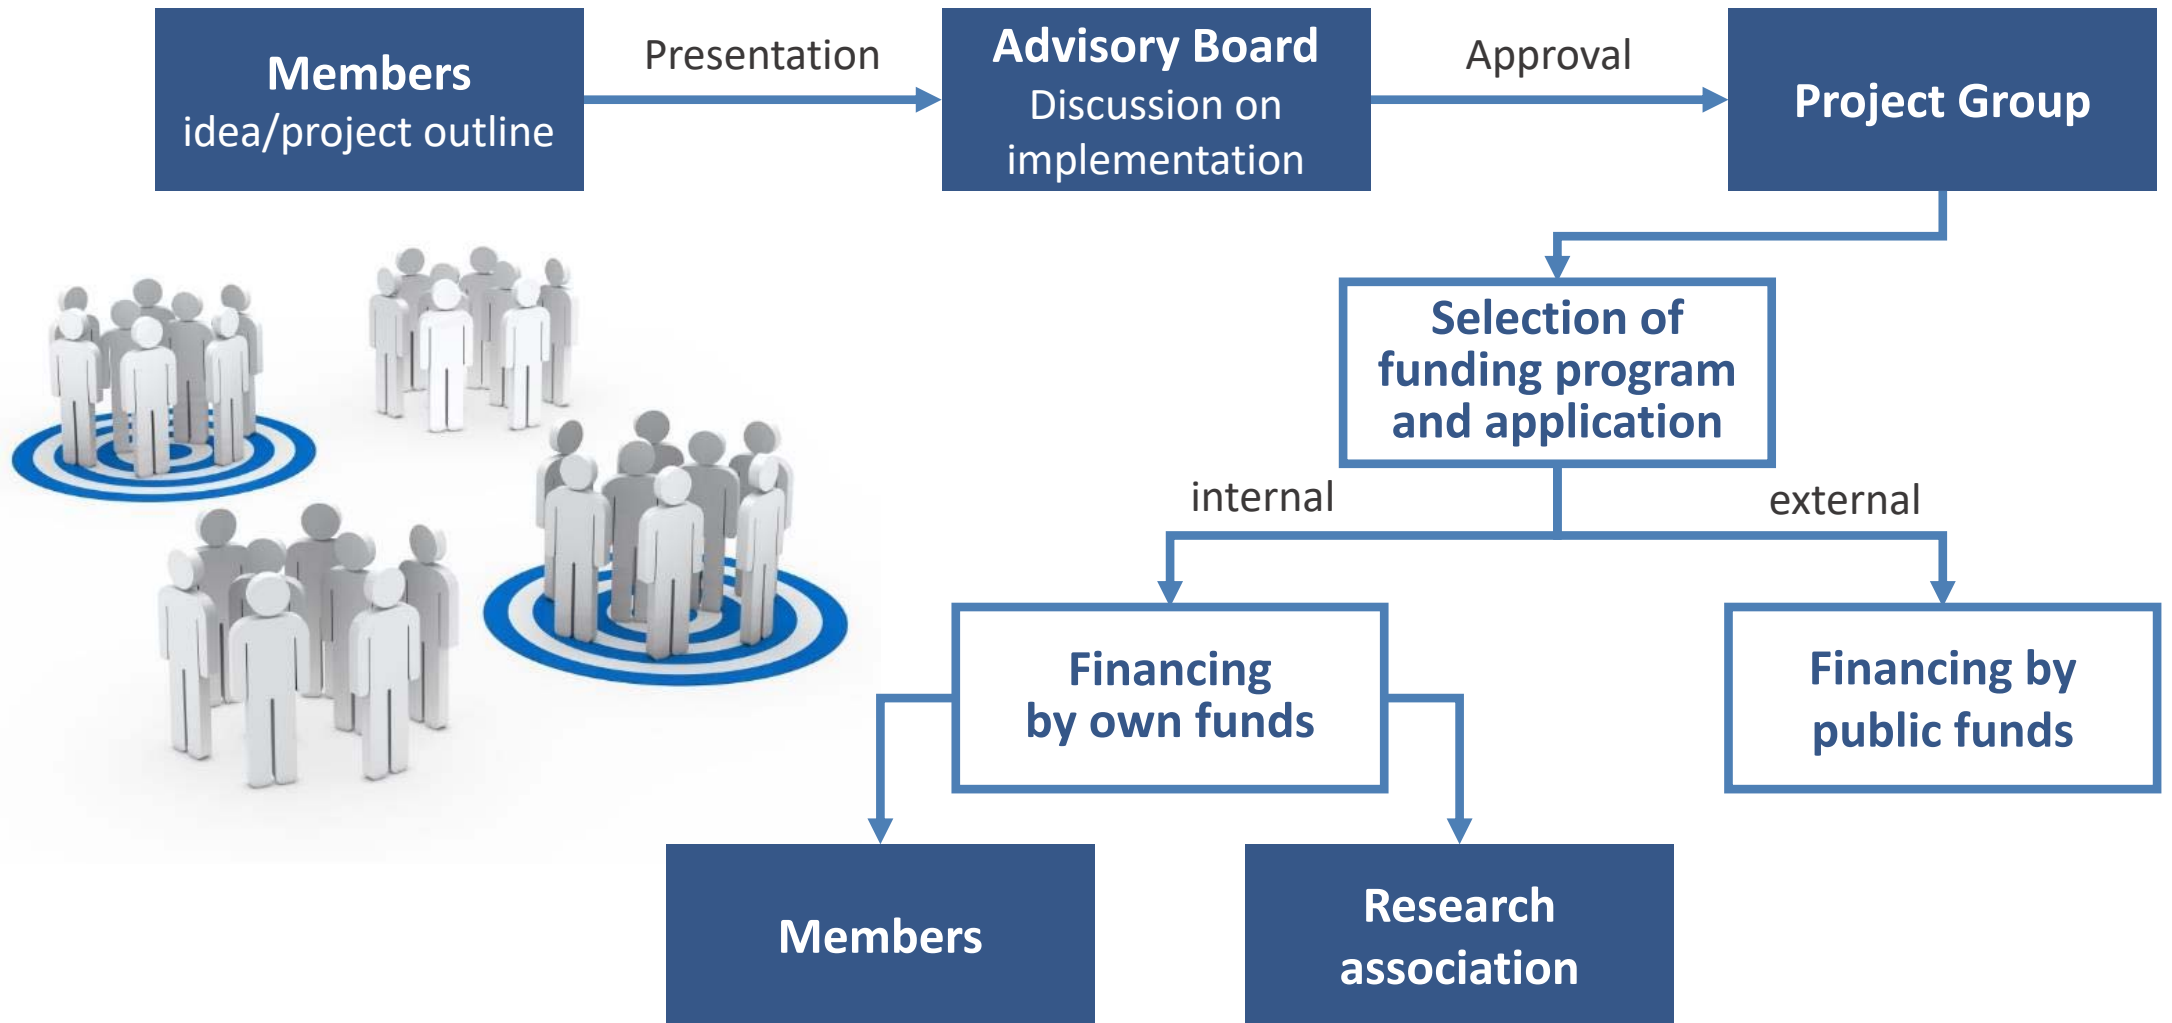 Members
idea/project outline
Presentation
Advisory Board
Discussion on
implementation
Approval
Project Group
Selection of
funding program
and application
internal
external
Financing
by own funds
Financing by
public funds
Members
Research
association